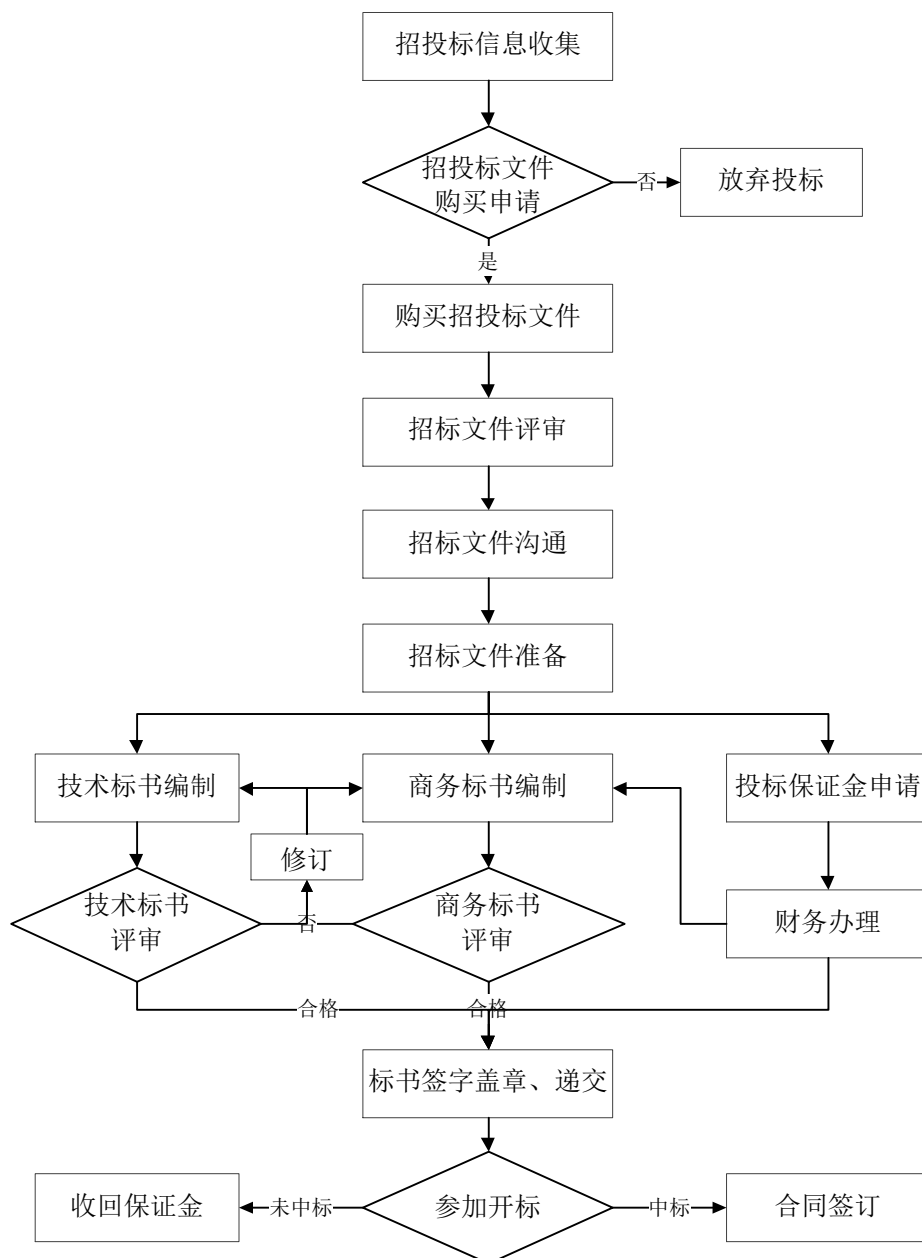 招投标信息收集
招投标文件
购买申请
否
放弃投标
是
购买招投标文件
招标文件评审
招标文件沟通
招标文件准备
技术标书编制
商务标书编制
投标保证金申请
修订
技术标书
评审
否
商务标书
评审
财务办理
合格
合格
标书签字盖章、递交
收回保证金
未中标
参加开标
中标
合同签订